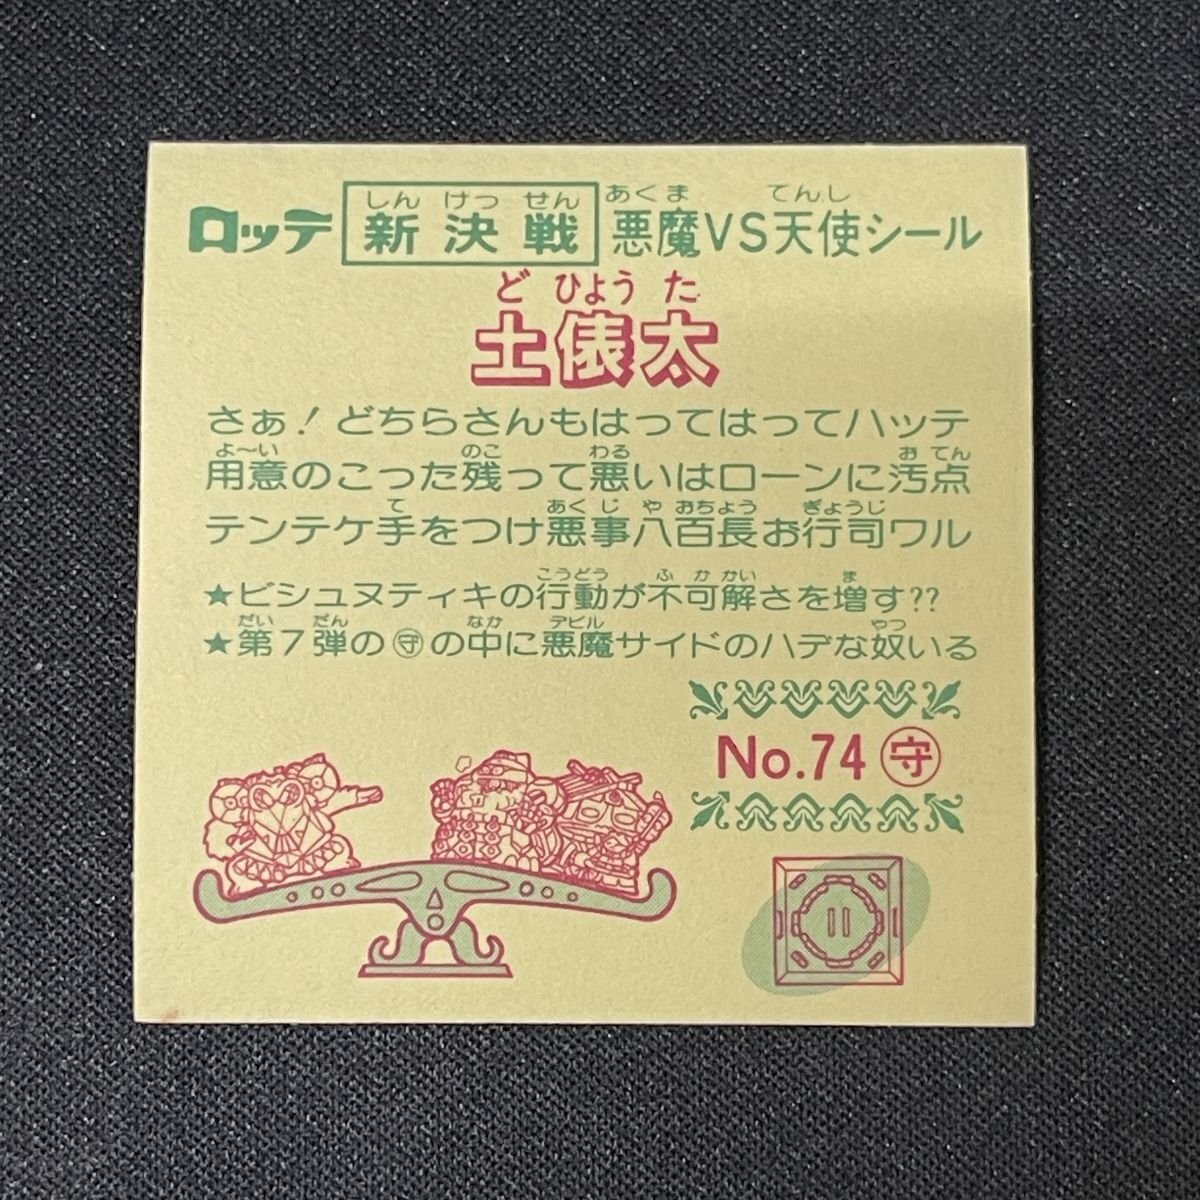 ロッテ 新決戦 悪魔VS天使シール
しん けっ せん あくま てんし
ど ひょう た
土俵太
さぁ!どちらさんもはってはってハッテ
よ〜い のこ わる お てん
用意のこった残って悪いはローンに汚点
て あく じ や おちょう ぎょうじ
テンテケ手をつけ悪事八百長お行司ワル
こうどう ふ か かい ま
★ビシュヌティキの行動が不可解さを増す??
だい だん なか デビル やつ
★第7弾の㊪の中に悪魔サイドのハデな奴いる
No.74 守